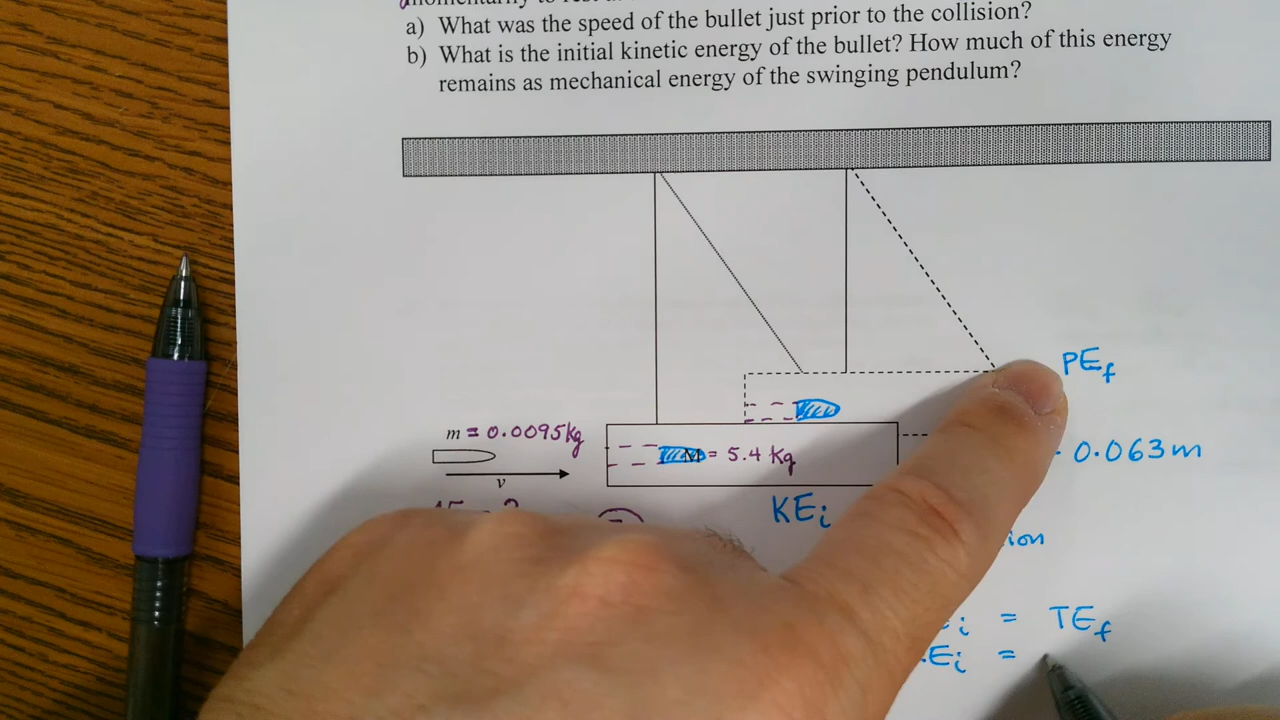 a) What was the speed of the bullet just prior to the collision?
b) What is the initial kinetic energy of the bullet? How much of this energy
remains as mechanical energy of the swinging pendulum?
PEf
m = 0.0095kg
M = 5.4 Kg
0.063m
v
KEi
ion
i = TEf
Ei =